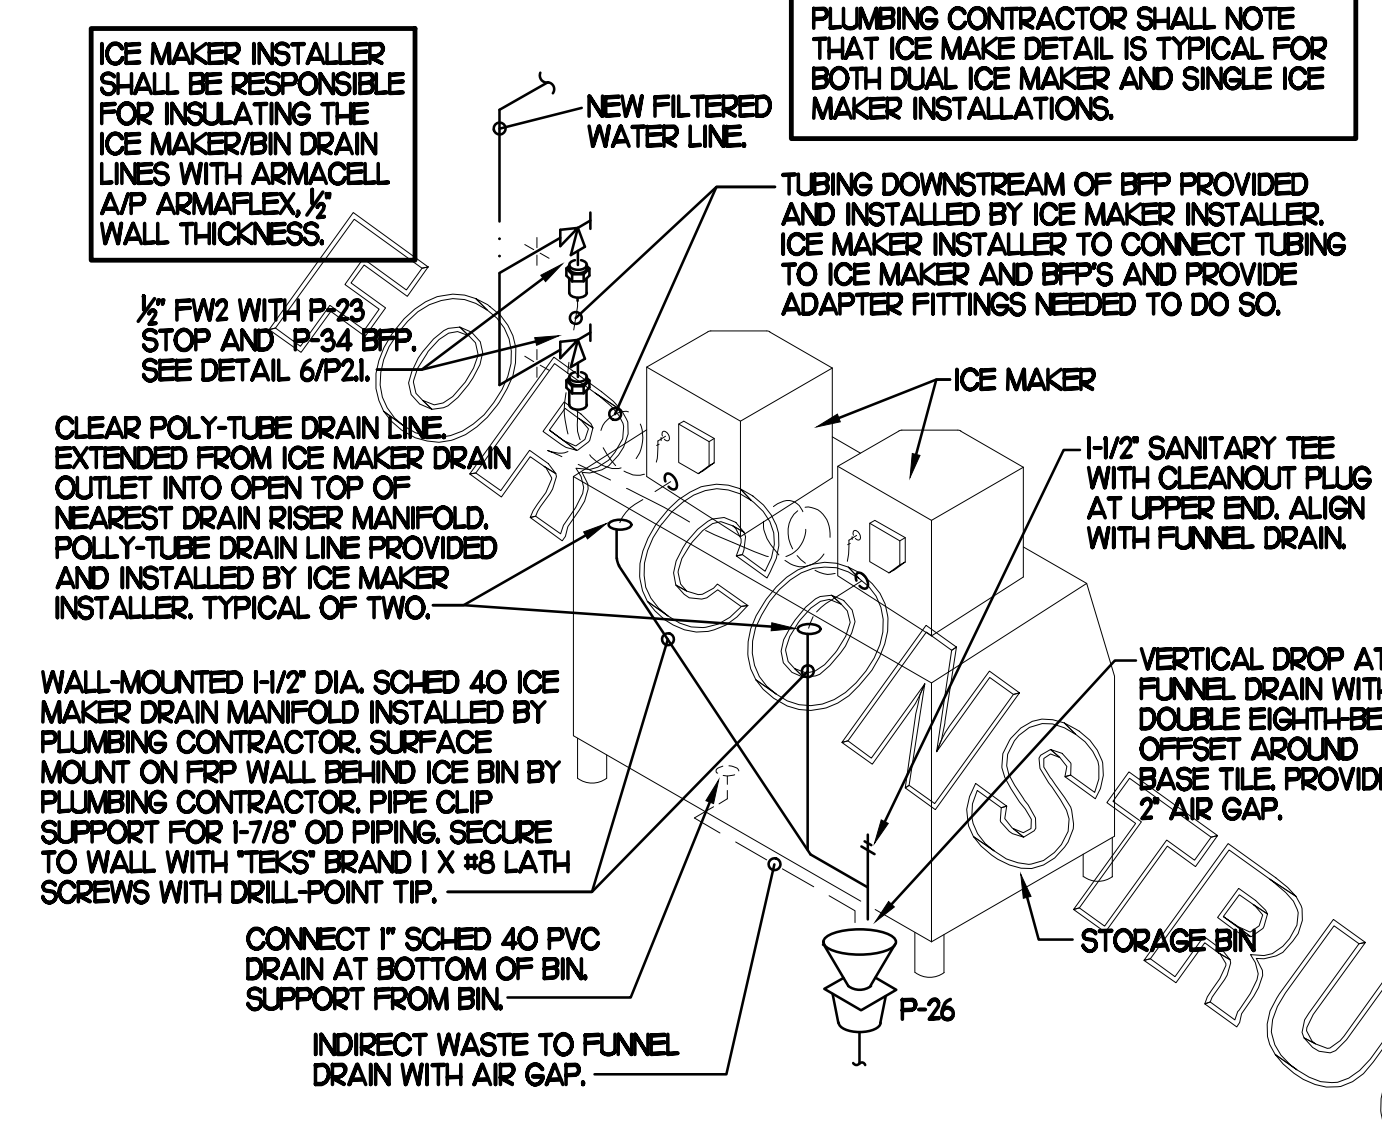 ICE MAKER INSTALLER
SHALL BE RESPONSIBLE
FOR INSULATING THE
ICE MAKER/BIN DRAIN
LINES WITH ARMACELL
A/P ARMAFLEX, ½"
WALL THICKNESS.
PLUMBING CONTRACTOR SHALL NOTE
THAT ICE MAKE DETAIL IS TYPICAL FOR
BOTH DUAL ICE MAKER AND SINGLE ICE
MAKER INSTALLATIONS.
NEW FILTERED
WATER LINE.
TUBING DOWNSTREAM OF BFP PROVIDED
AND INSTALLED BY ICE MAKER INSTALLER.
ICE MAKER INSTALLER TO CONNECT TUBING
TO ICE MAKER AND BFP'S AND PROVIDE
ADAPTER FITTINGS NEEDED TO DO SO.
½" FW2 WITH P-23
STOP AND P-34 BFP.
SEE DETAIL 6/P2.1.
ICE MAKER
CLEAR POLY-TUBE DRAIN LINE.
EXTENDED FROM ICE MAKER DRAIN
OUTLET INTO OPEN TOP OF
NEAREST DRAIN RISER MANIFOLD.
POLLY-TUBE DRAIN LINE PROVIDED
AND INSTALLED BY ICE MAKER
INSTALLER. TYPICAL OF TWO.
1-1/2" SANITARY TEE
WITH CLEANOUT PLUG
AT UPPER END. ALIGN
WITH FUNNEL DRAIN.
WALL-MOUNTED 1-1/2" DIA. SCHED 40 ICE
MAKER DRAIN MANIFOLD INSTALLED BY
PLUMBING CONTRACTOR. SURFACE
MOUNT ON FRP WALL BEHIND ICE BIN BY
PLUMBING CONTRACTOR. PIPE CLIP
SUPPORT FOR 1-7/8" OD PIPING. SECURE
TO WALL WITH "TEKS" BRAND 1 X #8 LATH
SCREWS WITH DRILL-POINT TIP.
VERTICAL DROP AT
FUNNEL DRAIN WITH
DOUBLE EIGHTH-BE
OFFSET AROUND
BASE TILE. PROVIDE
2" AIR GAP.
CONNECT 1" SCHED 40 PVC
DRAIN AT BOTTOM OF BIN.
SUPPORT FROM BIN.
STORAGE BIN
P-26
INDIRECT WASTE TO FUNNEL
DRAIN WITH AIR GAP.
FOR CONSTRU